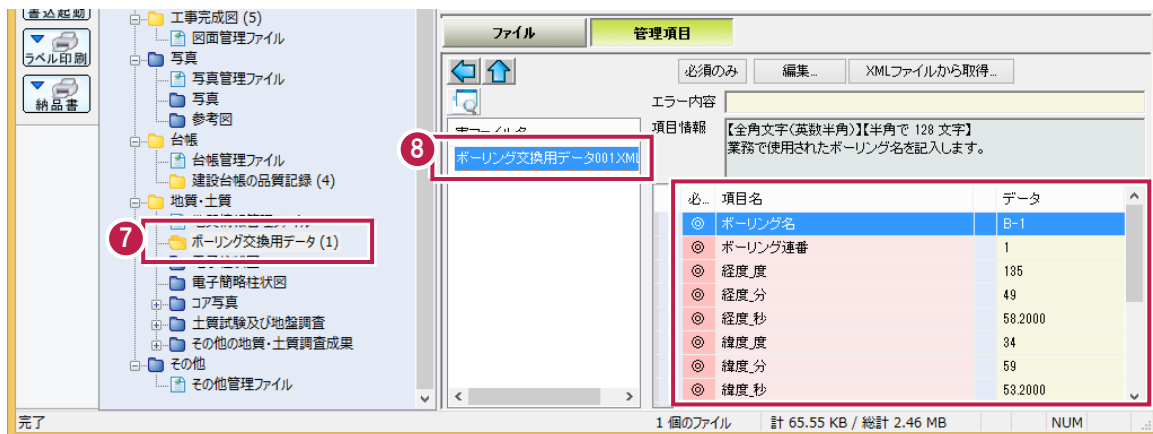 書込起動
ラベル印刷
納品書
工事完成図 (5)
図面管理ファイル
写真
写真管理ファイル
写真
参考図
台帳
台帳管理ファイル
建設台帳の品質記録 (4)
地質・土質
7
ボーリング交換用データ (1)
電子簡略柱状図
コア写真
土質試験及び地盤調査
その他の地質・土質調査成果
その他
その他管理ファイル
ファイル
管理項目
8
ボーリング交換用データ001.XML
必須のみ
編集...
XMLファイルから取得...
エラー内容
項目情報
【全角文字(英数半角)】【半角で 128 文字】
業務で使用されたボーリング名を記入します。
必... 項目名 データ
◎ ボーリング名 B-1
◎ ボーリング連番 1
◎ 経度_度 135
◎ 経度_分 49
◎ 経度_秒 58.2000
◎ 緯度_度 34
◎ 緯度_分 59
◎ 緯度_秒 53.2000
完了
1 個のファイル
計 65.55 KB / 総計 2.46 MB
NUM